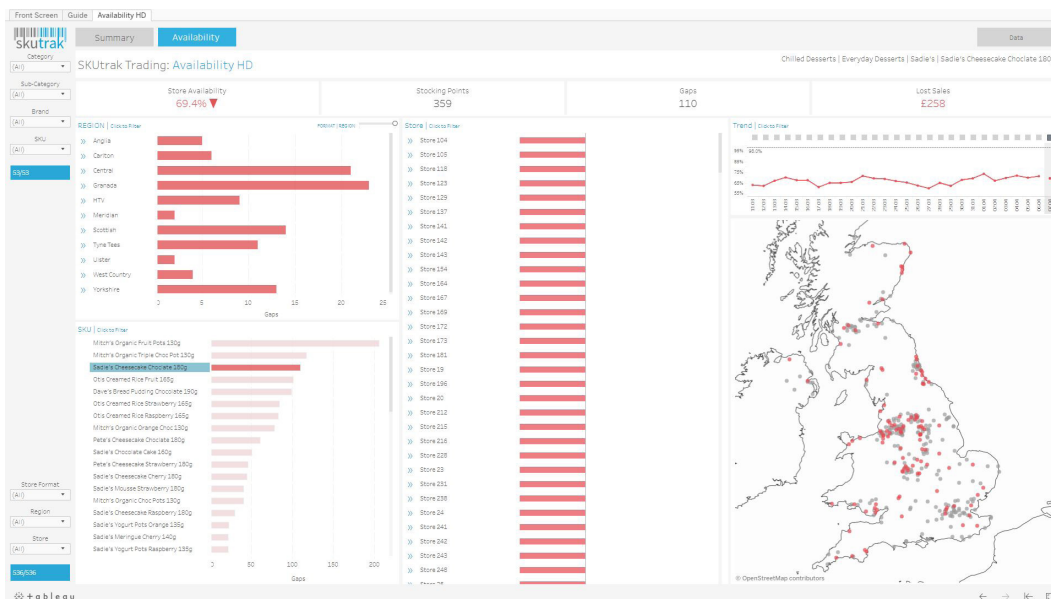 Front Screen Guide Availability HD
skutrak
Summary Availability Data
SKUtrak Trading: Availability HD
Chilled Desserts | Everyday Desserts | Sadie's | Sadie's Cheesecake Choclate 180
Category
(All)
Sub-Category
(All)
Brand
(All)
SKU
(All)
53/53
Store Format
(All)
Region
(All)
Store
(All)
536/536
Store Availability
69.4%
Stocking Points
359
Gaps
110
Lost Sales
£258
REGION | Click to Filter
FORMAT | REGION
Anglia
Carlton
Central
Granada
HTV
Meridian
Scottish
Tyne Tees
Ulster
West Country
Yorkshire
0 5 10 15 20 25
Gaps
SKU | Click to Filter
Mitch's Organic Fruit Pots 130g
Mitch's Organic Triple Choc Pot 130g
Sadie's Cheesecake Choclate 180g
Otis Creamed Rice Fruit 165g
Dave's Bread Pudding Chocolate 190g
Otis Creamed Rice Strawberry 165g
Otis Creamed Rice Raspberry 165g
Mitch's Organic Orange Choc 130g
Pete's Cheesecake Choclate 180g
Sadie's Chocolate Cake 160g
Pete's Cheesecake Strawberry 180g
Sadie's Cheesecake Cherry 180g
Sadie's Mousse Strawberry 180g
Mitch's Organic Choc Pots 130g
Sadie's Cheesecake Raspberry 180g
Sadie's Yogurt Pots Orange 135g
Sadie's Meringue Cherry 140g
Sadie's Yogurt Pots Raspberry 135g
0 50 100 150 200
Gaps
Store | Click to Filter
Store 104
Store 105
Store 118
Store 123
Store 129
Store 137
Store 141
Store 142
Store 143
Store 154
Store 164
Store 167
Store 169
Store 172
Store 173
Store 181
Store 19
Store 196
Store 20
Store 212
Store 215
Store 216
Store 228
Store 23
Store 231
Store 238
Store 24
Store 241
Store 242
Store 243
Store 248
Trend | Click to Filter
98.0%
© OpenStreetMap contributors
+ableau